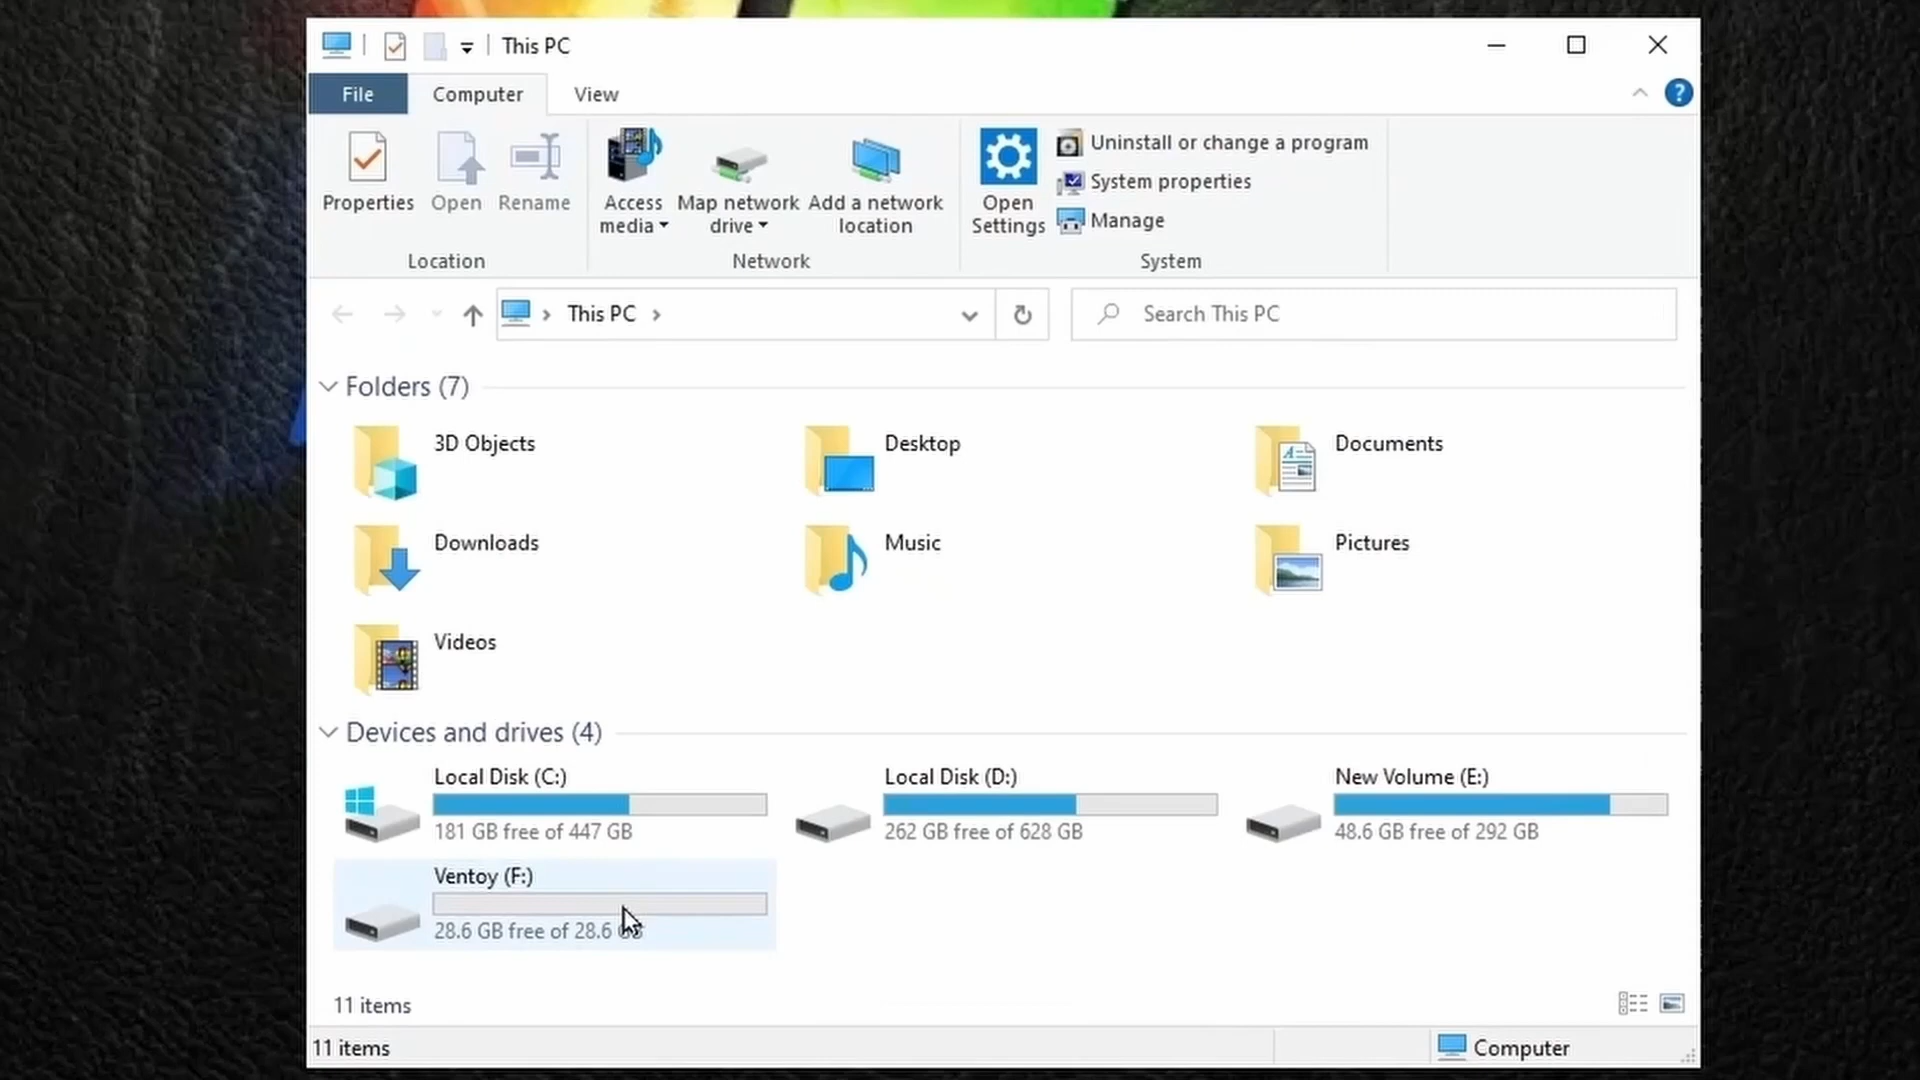 This PC
File
Computer
View
?
Properties
Open
Rename
Access media
Map network drive
Add a network location
Open Settings
Uninstall or change a program
System properties
Manage
Location
Network
System
This PC
Search This PC
Folders (7)
3D Objects
Desktop
Documents
Downloads
Music
Pictures
Videos
Devices and drives (4)
Local Disk (C:)
181 GB free of 447 GB
Local Disk (D:)
262 GB free of 628 GB
New Volume (E:)
48.6 GB free of 292 GB
Ventoy (F:)
28.6 GB free of 28.6 GB
11 items
11 items
Computer